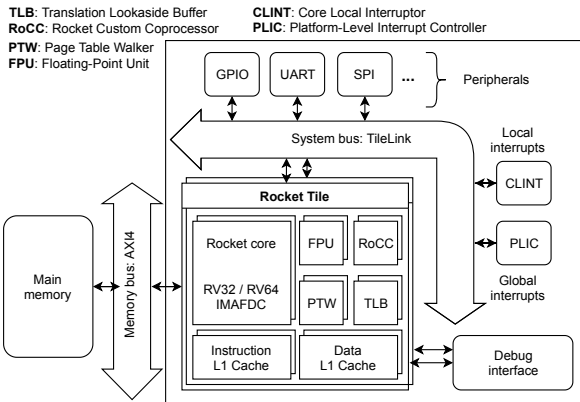 TLB: Translation Lookaside Buffer
CLINT: Core Local Interruptor
RoCC: Rocket Custom Coprocessor
PLIC: Platform-Level Interrupt Controller
PTW: Page Table Walker
FPU: Floating-Point Unit
GPIO
UART
SPI
...
Peripherals
System bus: TileLink
Local
interrupts
CLINT
PLIC
Global
interrupts
Rocket Tile
Rocket core
RV32 / RV64
IMAFDC
FPU
RoCC
PTW
TLB
Instruction
L1 Cache
Data
L1 Cache
Main
memory
Memory bus: AXI4
Debug
interface